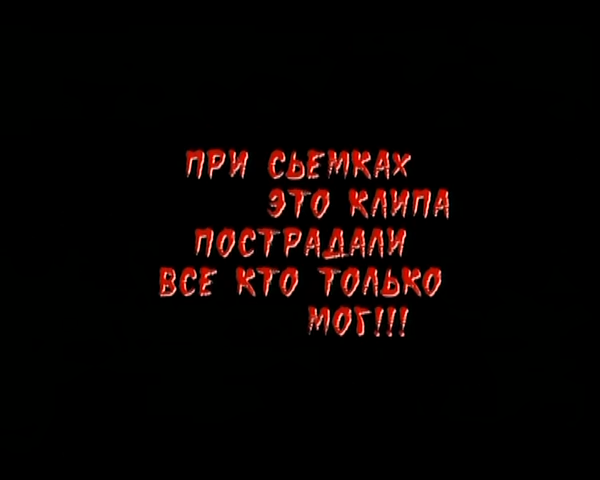 ПРИ СЬЕМКАХ
ЭТО КЛИПА
ПОСТРАДАЛИ
ВСЕ КТО ТОЛЬКО
МОГ!!!